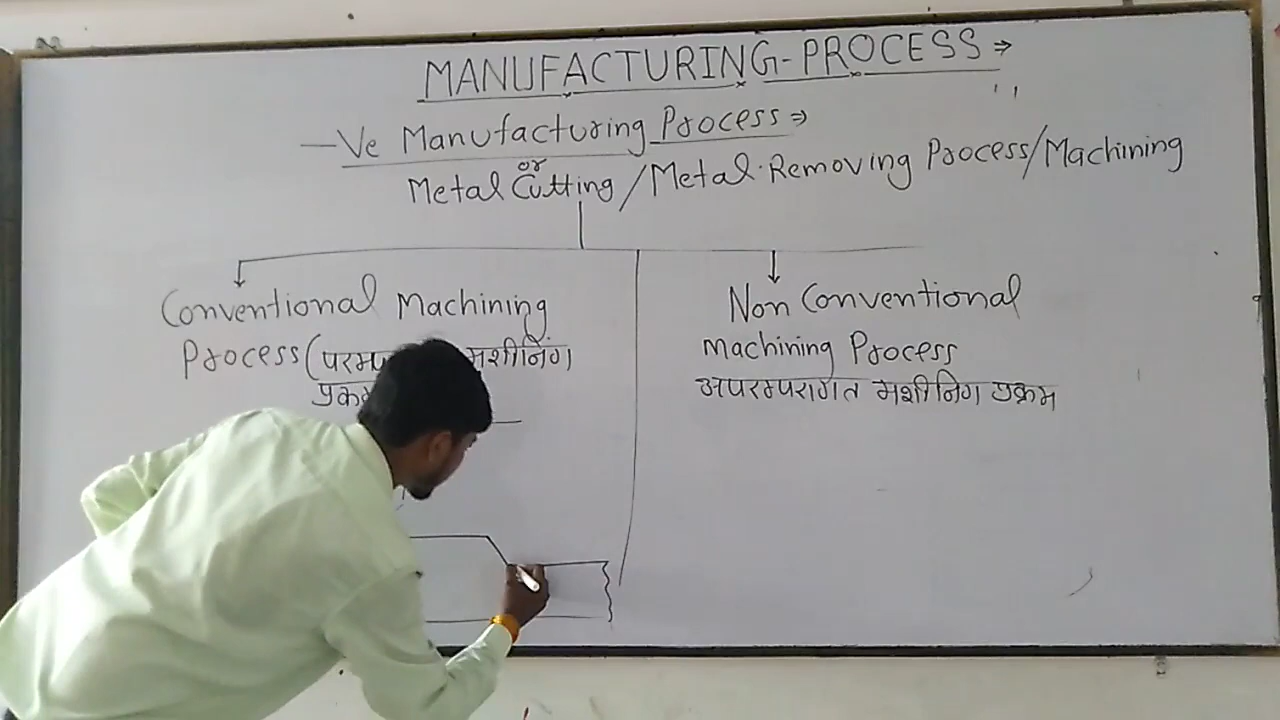 MANUFACTURING-PROCESS ⇒
—Ve Manufacturing Process ⇒
or
Metal Cutting / Metal Removing Process/Machining
Conventional Machining
Process (
मशीनिंग)
Non Conventional
Machining Process
अपरम्परागत मशीनिंग प्रक्रम